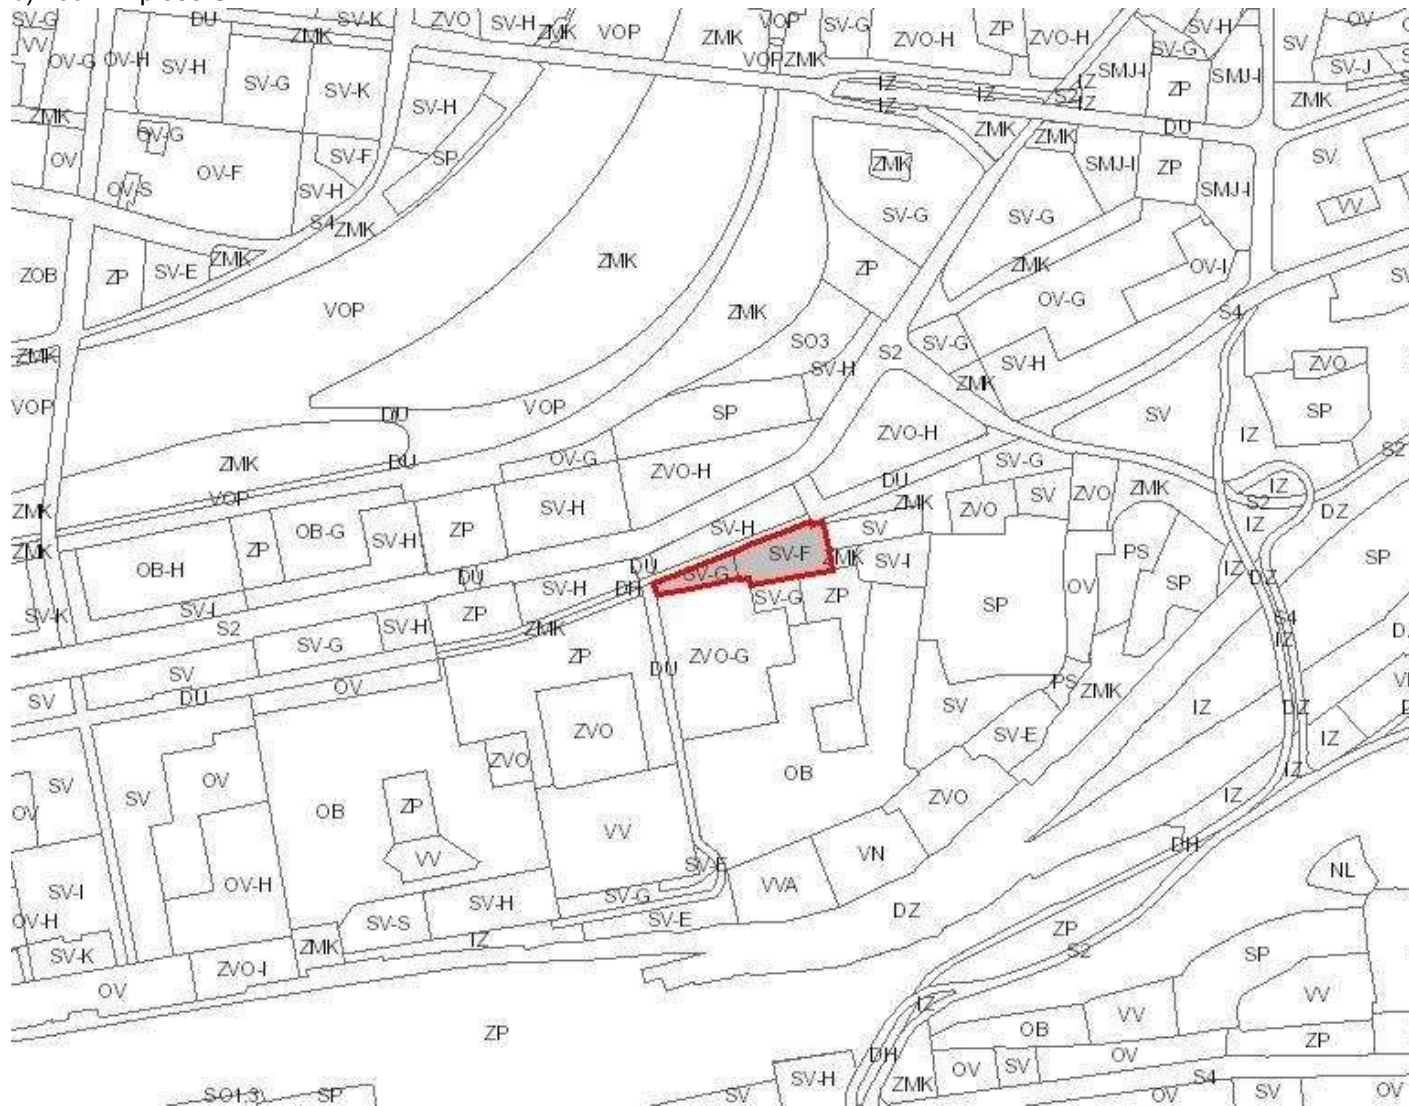 SV-G DU SV-K ZVO SV-H ZMK VOP ZMK VOP SV-G ZVO-H ZP ZVO-H SV-H OV
VV ZMK VOP ZMK SV-G SV
OV-G OV-H SV-H SV-G SV-K SV-H IZ IZ SMJ-I ZP SMJ-I SV-J
ZMK IZ IZ S2 IZ ZMK
OV-G ZMK ZMK DU
OV SV-F SP ZMK SMJ-I ZP SMJ-I SV
OV-S OV-F SV-H
S4 ZMK SV-G SV-G VV
ZOB ZP SV-E ZMK ZMK ZP ZMK OV-I
VOP ZMK OV-G S4
ZMK SO3 S2 SV-G SV-H ZVO
SV-H ZMK
VOP DU VOP SP SV SP
ZVO-H IZ
ZMK DU OV-G ZVO-H SV-G S2
VOP DU ZMK ZVO SV ZVO ZMK IZ
ZMK OB-G SV-H ZP SV-H SV-H SV S2 DZ
ZMK OB-H ZP SV-F ZMK SV-I PS IZ SP
DU DU SV-G IZ DZ
SV-K SV-I SV-H DH SV-G ZP SP OV SP
S2 SV-H ZP ZMK S4
SV-G ZP ZVO-G IZ
SV SV DU OV DU PS ZMK
SV IZ DZ
ZVO SV-E IZ
SV SV OV ZVO OB IZ
OV OB ZP ZVO IZ
VV VV SV-E VN DH
SV-I OV-H SV-H SV-G VVA NL
OV-H SV-S SV-E DZ
SV-K ZMK IZ ZP
ZVO-I S2 SP
OV IZ VV VV
ZP OB ZP
DH OV SV OV
SV-H ZMK S4
SO1,3 SP SV OV SV OV